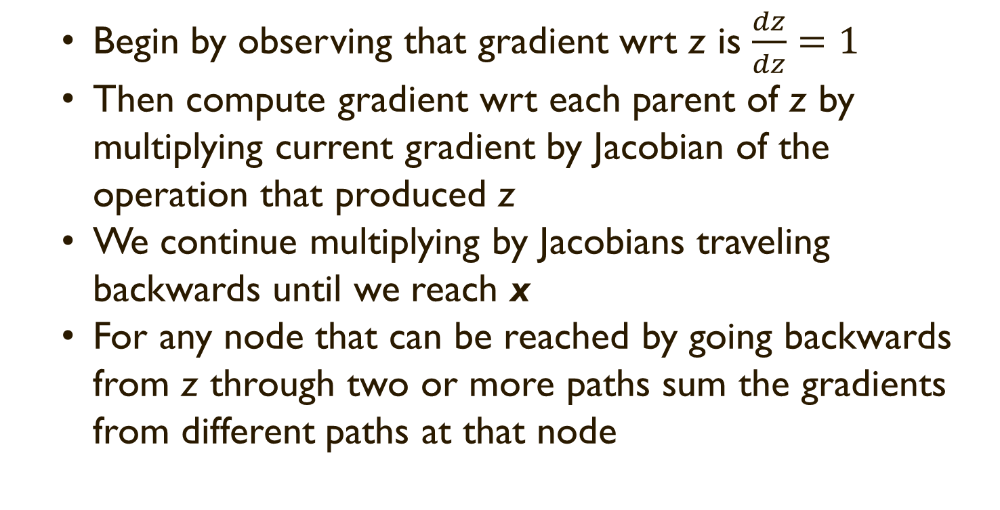 • Begin by observing that gradient wrt z is dz/dz = 1
• Then compute gradient wrt each parent of z by
multiplying current gradient by Jacobian of the
operation that produced z
• We continue multiplying by Jacobians traveling
backwards until we reach x
• For any node that can be reached by going backwards
from z through two or more paths sum the gradients
from different paths at that node